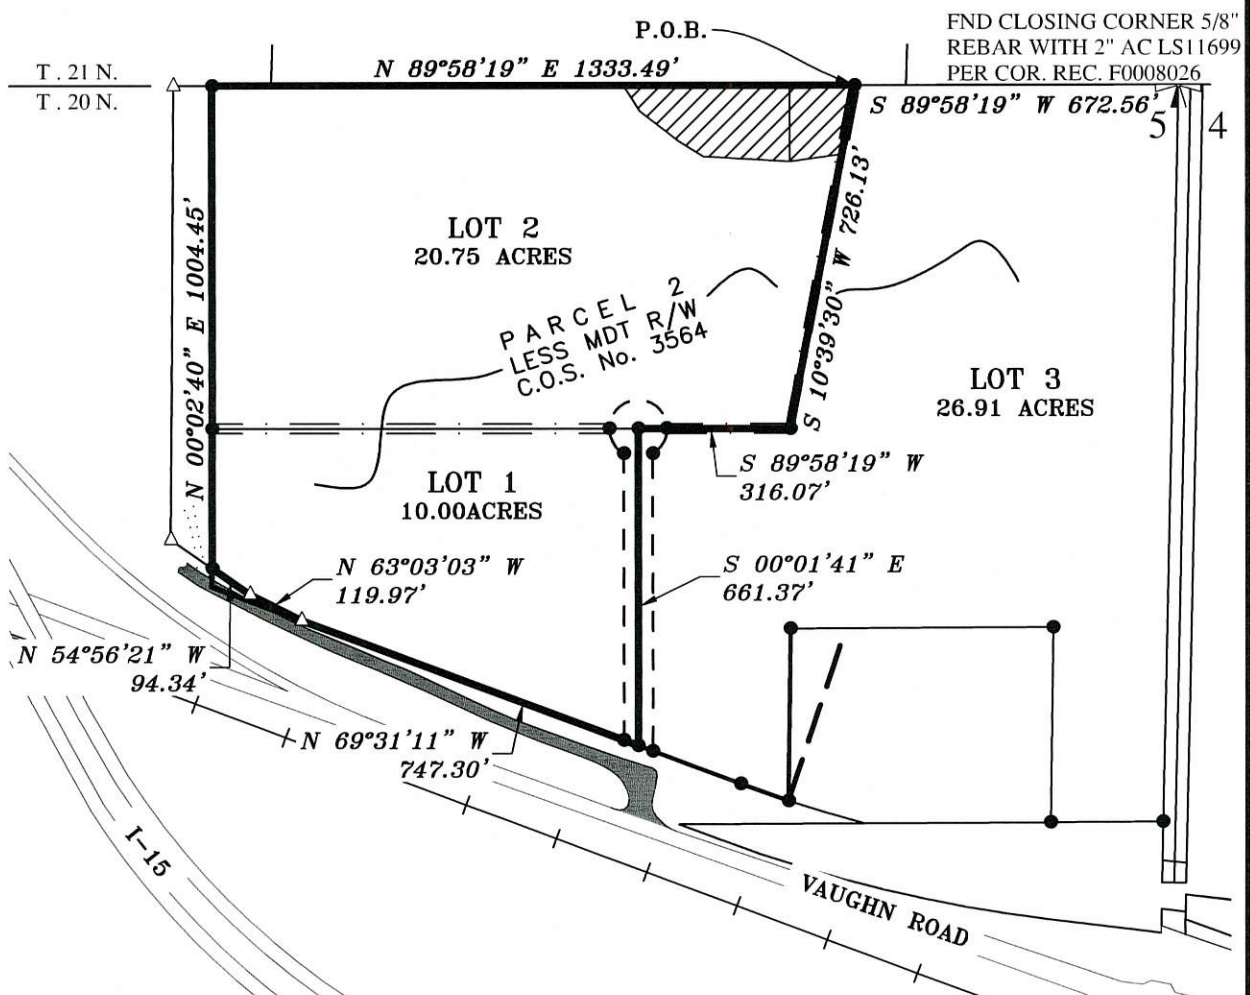 P.O.B.
FND CLOSING CORNER 5/8"
REBAR WITH 2" AC LS11699
PER COR. REC. F0008026
T. 21 N.
T. 20 N.
N 89°58'19" E 1333.49'
S 89°58'19" W 672.56'
5
4
N 00°02'40" E 1004.45'
LOT 2
20.75 ACRES
S 10°39'30" W 726.13'
PARCEL 2
LESS MDT R/W
C.O.S. No. 3564
LOT 3
26.91 ACRES
S 89°58'19" W
316.07'
LOT 1
10.00ACRES
N 63°03'03" W
119.97'
S 00°01'41" E
661.37'
N 54°56'21" W
94.34'
N 69°31'11" W
747.30'
I-15
VAUGHN ROAD